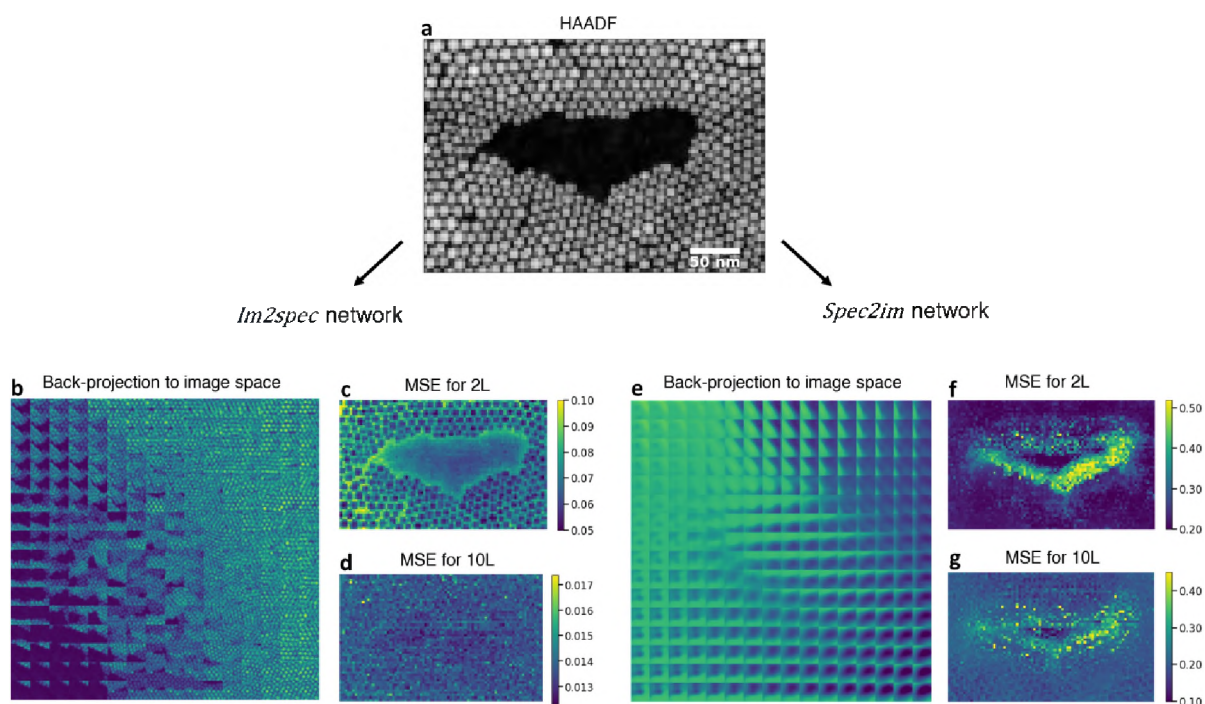 a
HAADF
50 nm
Im2spec network
Spec2im network
b
Back-projection to image space
c
MSE for 2L
0.10
0.09
0.08
0.07
0.06
0.05
d
MSE for 10L
0.017
0.016
0.015
0.014
0.013
e
Back-projection to image space
f
MSE for 2L
0.50
0.40
0.30
0.20
g
MSE for 10L
0.40
0.30
0.20
0.10